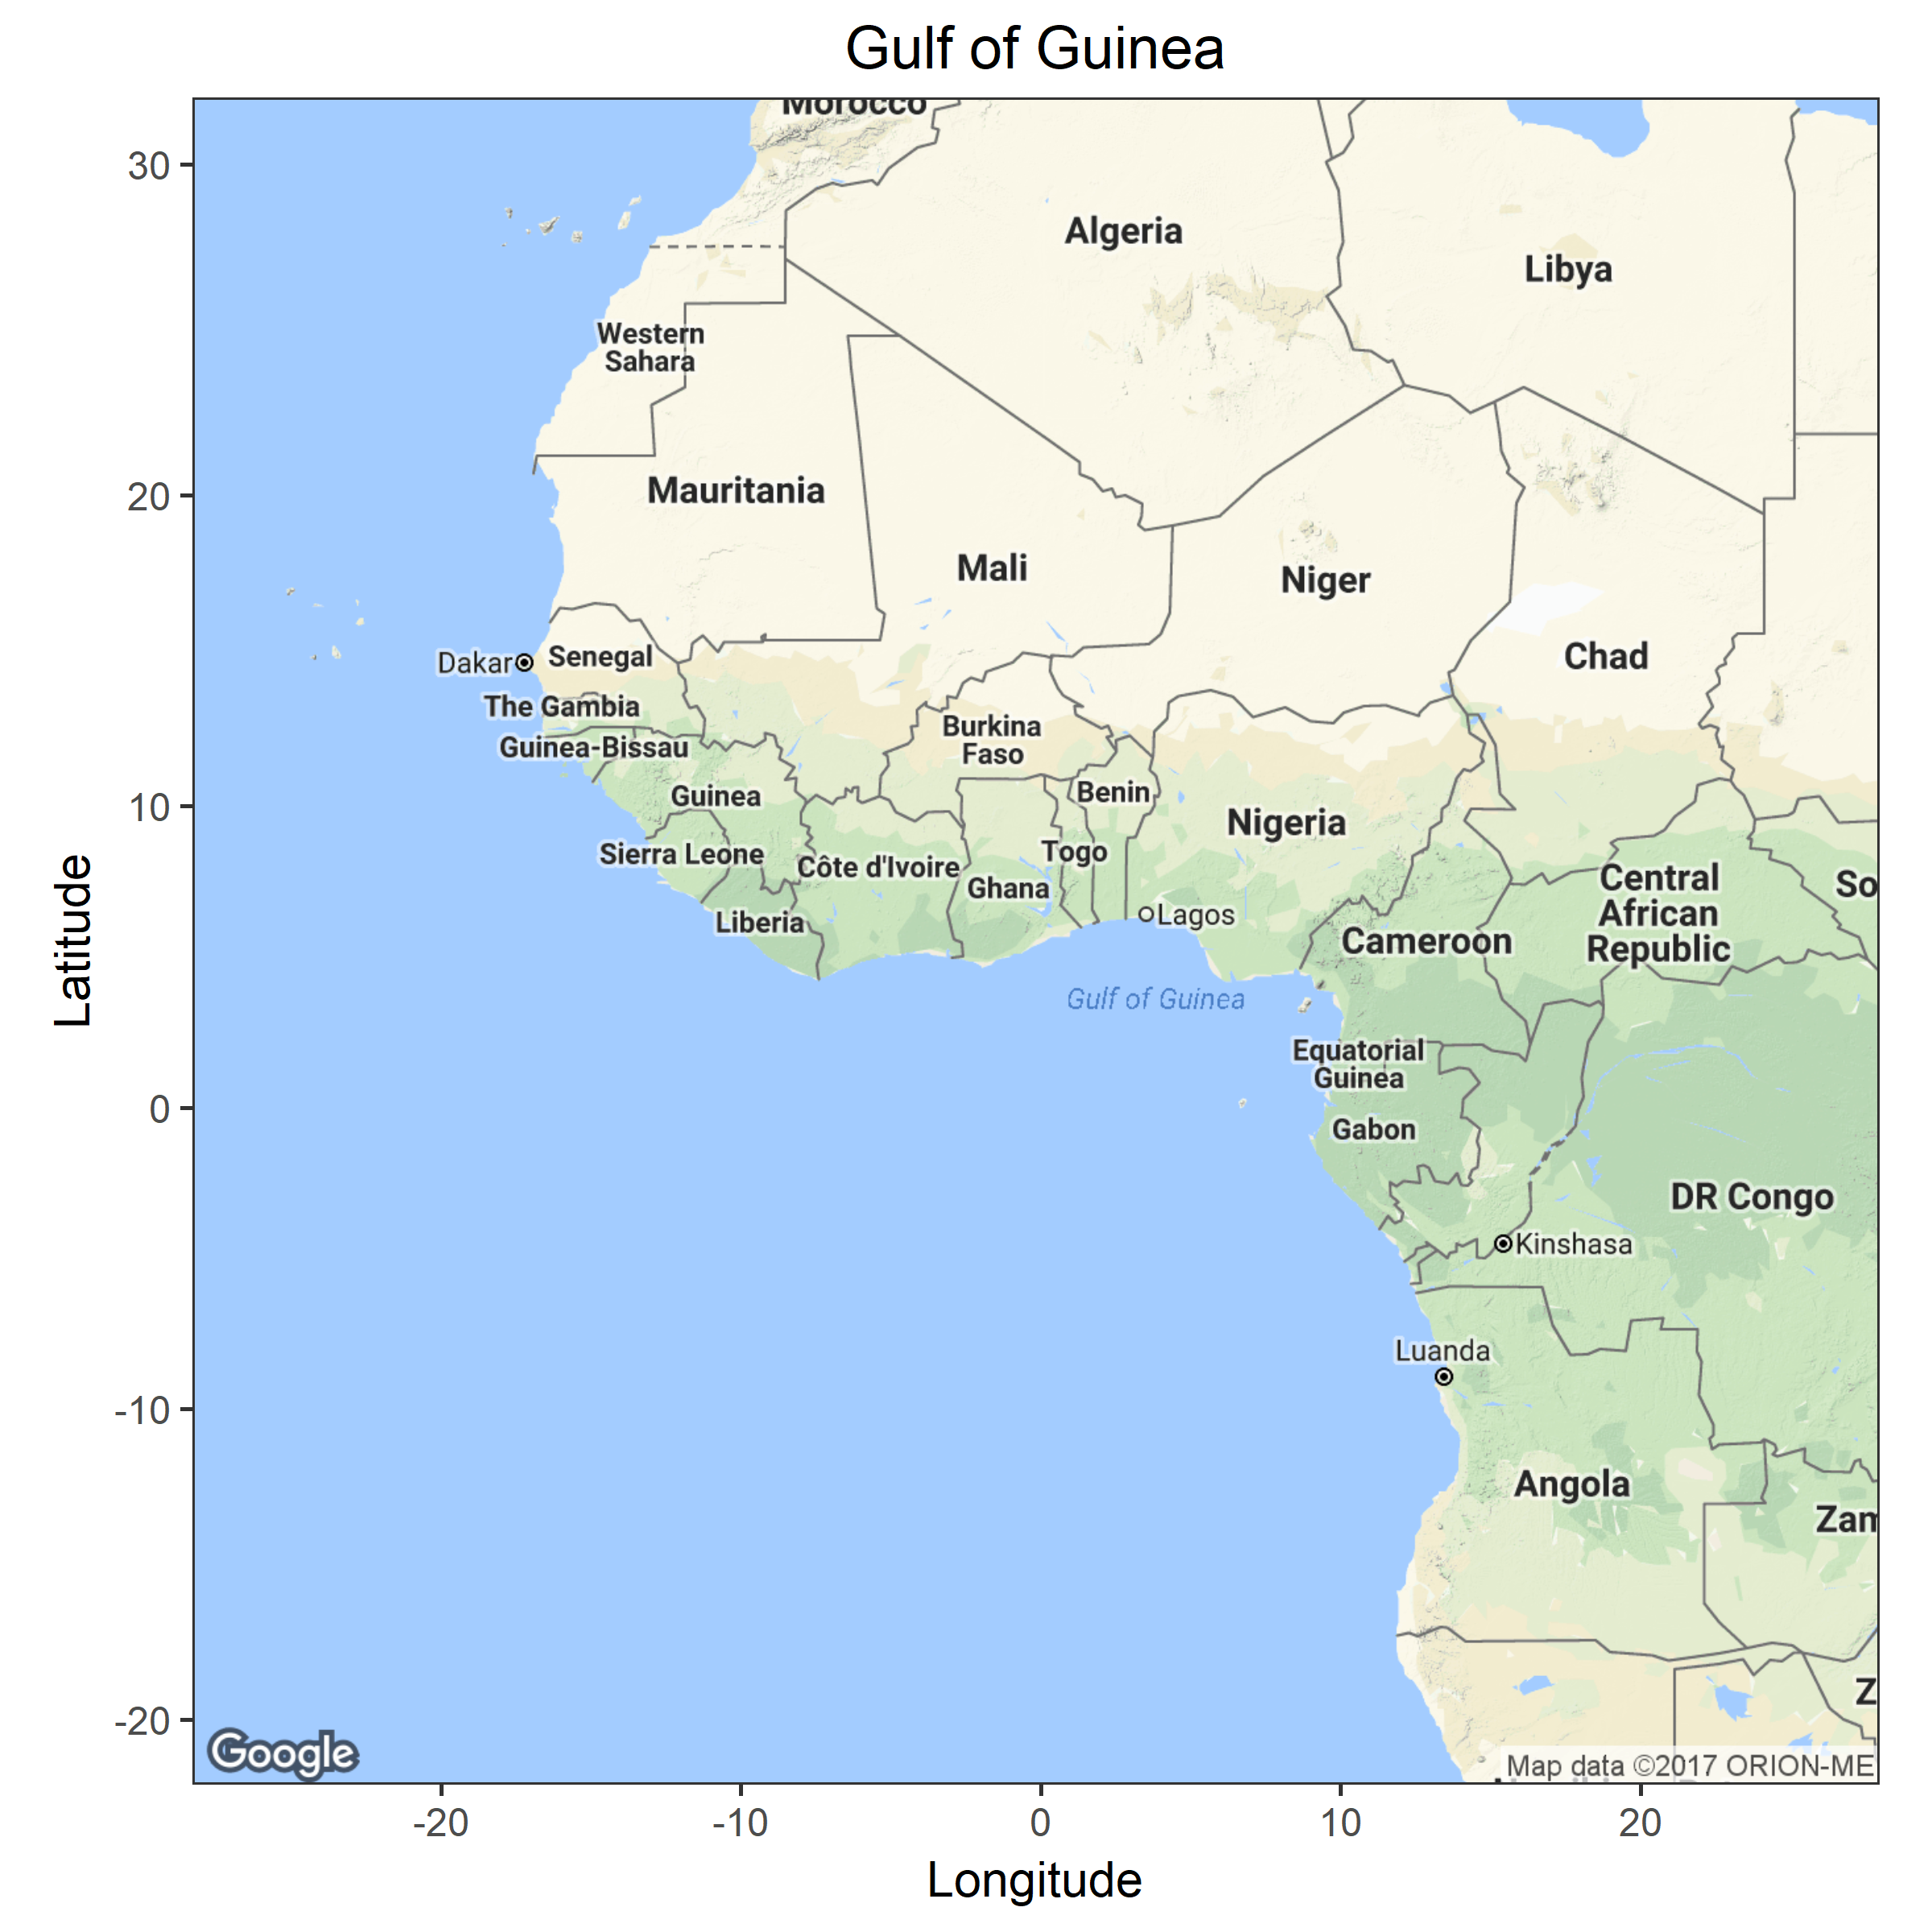 Gulf of Guinea
Morocco
30
Algeria
Libya
Western
Sahara
20
Mauritania
Mali
Niger
Chad
Dakar
Senegal
The Gambia
Burkina
Faso
Guinea-Bissau
Guinea
Benin
10
Nigeria
Sierra Leone
Côte d'Ivoire
Togo
Ghana
Central
African
Republic
So
Liberia
Lagos
Cameroon
Latitude
Gulf of Guinea
Equatorial
Guinea
0
Gabon
DR Congo
Kinshasa
Luanda
-10
Angola
Zam
Z
-20
Google
Map data ©2017 ORION-ME
-20
-10
0
10
20
Longitude